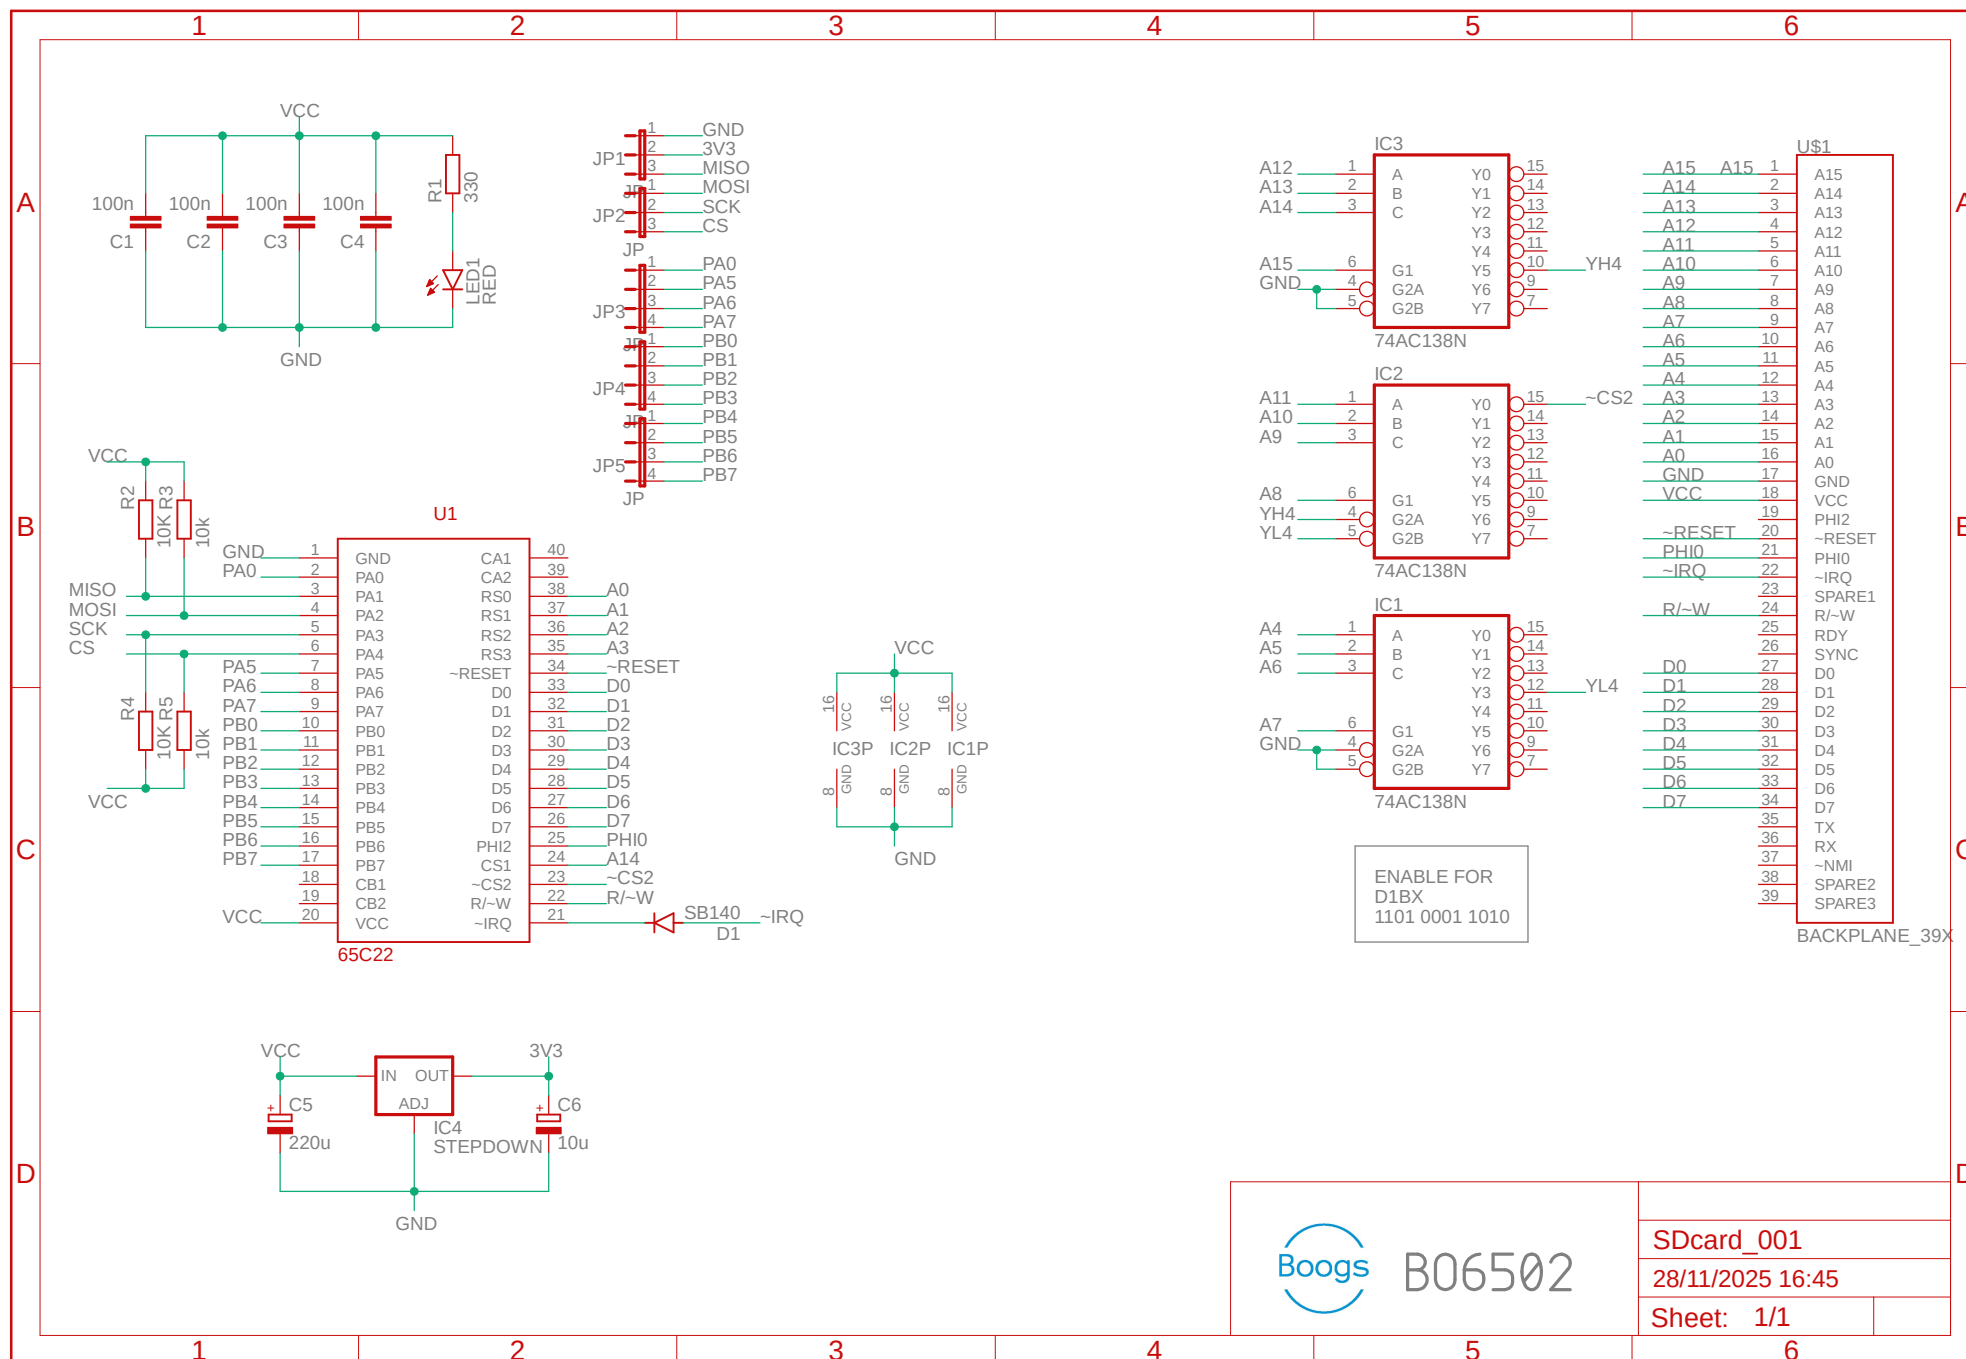 1 2 3 4 5 6
A
VCC
100n 100n 100n 100n
C1 C2 C3 C4
R1
330
LED1
RED
GND
JP1
1 GND
2 3V3
3 MISO
JP
JP2
1 MOSI
2 SCK
3 CS
JP
JP3
1 PA0
2 PA5
3 PA6
4 PA7
JP
JP4
1 PB0
2 PB1
3 PB2
4 PB3
JP
JP5
1 PB4
2 PB5
3 PB6
4 PB7
JP
IC3
A12 1 A Y0 15
A13 2 B Y1 14
A14 3 C Y2 13
Y3 12
Y4 11
A15 6 G1 Y5 10 YH4
GND 4 G2A Y6 9
5 G2B Y7 7
74AC138N
IC2
A11 1 A Y0 15 ~CS2
A10 2 B Y1 14
A9 3 C Y2 13
Y3 12
Y4 11
A8 6 G1 Y5 10
YH4 4 G2A Y6 9
YL4 5 G2B Y7 7
74AC138N
IC1
A4 1 A Y0 15
A5 2 B Y1 14
A6 3 C Y2 13
Y3 12 YL4
Y4 11
A7 6 G1 Y5 10
GND 4 G2A Y6 9
5 G2B Y7 7
74AC138N
ENABLE FOR
D1BX
1101 0001 1010
U$1
A15 A15 1 A15
A14 2 A14
A13 3 A13
A12 4 A12
A11 5 A11
A10 6 A10
A9 7 A9
A8 8 A8
A7 9 A7
A6 10 A6
A5 11 A5
A4 12 A4
A3 13 A3
A2 14 A2
A1 15 A1
A0 16 A0
GND 17 GND
VCC 18 VCC
19 PHI2
~RESET 20 ~RESET
PHI0 21 PHI0
~IRQ 22 ~IRQ
23 SPARE1
R/~W 24 R/~W
25 RDY
26 SYNC
D0 27 D0
D1 28 D1
D2 29 D2
D3 30 D3
D4 31 D4
D5 32 D5
D6 33 D6
D7 34 D7
35 TX
36 RX
37 ~NMI
38 SPARE2
39 SPARE3
BACKPLANE_39X
B
VCC
R2 10K R3 10k
MISO
MOSI
SCK
CS
R4 10K R5 10k
VCC
U1
GND 1 GND CA1 40
PA0 2 PA0 CA2 39
3 PA1 RS0 38 A0
4 PA2 RS1 37 A1
5 PA3 RS2 36 A2
6 PA4 RS3 35 A3
PA5 7 PA5 ~RESET 34 ~RESET
PA6 8 PA6 D0 33 D0
PA7 9 PA7 D1 32 D1
PB0 10 PB0 D2 31 D2
PB1 11 PB1 D3 30 D3
PB2 12 PB2 D4 29 D4
PB3 13 PB3 D5 28 D5
PB4 14 PB4 D6 27 D6
PB5 15 PB5 D7 26 D7
PB6 16 PB6 PHI2 25 PHI0
PB7 17 PB7 CS1 24 A14
18 CB1 ~CS2 23 ~CS2
19 CB2 R/~W 22 R/~W
VCC 20 VCC ~IRQ 21
65C22
SB140 ~IRQ
D1
VCC
16 16 16
VCC VCC VCC
IC3P IC2P IC1P
8 8 8
GND GND GND
GND
C
VCC 3V3
IN OUT
ADJ
+ C5
220u
IC4
STEPDOWN
+ C6
10u
GND
D
Boogs
BO6502
SDcard_001
28/11/2025 16:45
Sheet: 1/1
1 2 3 4 5 6